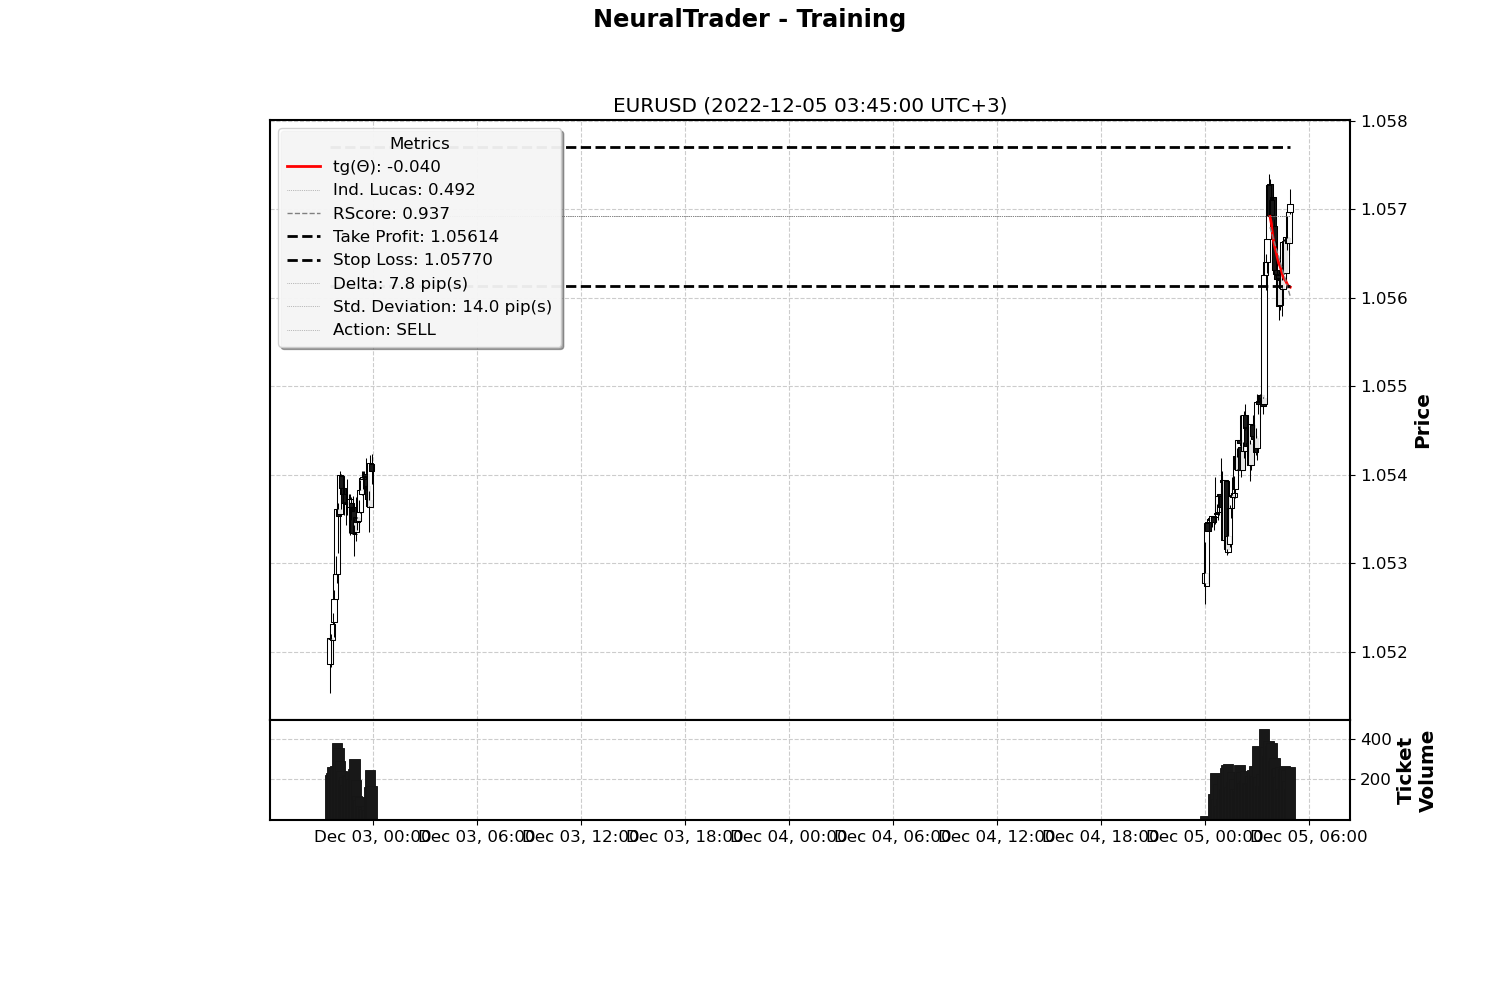 NeuralTrader - Training
EURUSD (2022-12-05 03:45:00 UTC+3)
Metrics
tg(Θ): -0.040
Ind. Lucas: 0.492
RScore: 0.937
Take Profit: 1.05614
Stop Loss: 1.05770
Delta: 7.8 pip(s)
Std. Deviation: 14.0 pip(s)
Action: SELL
1.058
1.057
1.056
1.055
1.054
1.053
1.052
Price
400
200
Ticket
Volume
Dec 03, 00:00
Dec 03, 06:00
Dec 03, 12:00
Dec 03, 18:00
Dec 04, 00:00
Dec 04, 06:00
Dec 04, 12:00
Dec 04, 18:00
Dec 05, 00:00
Dec 05, 06:00